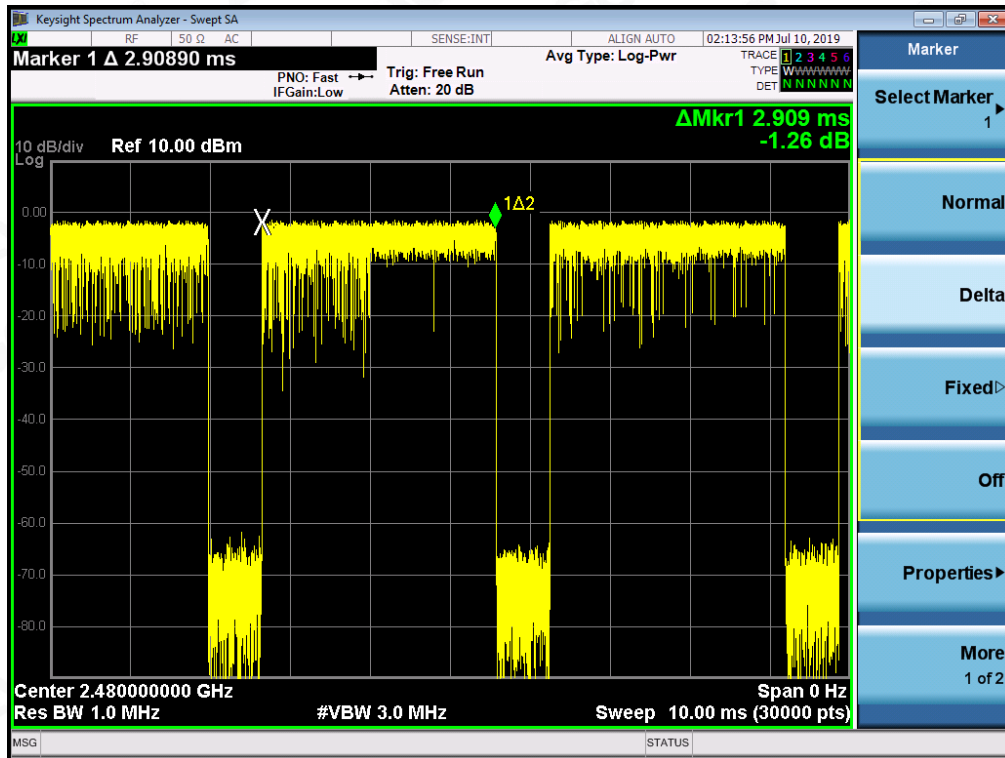 Keysight Spectrum Analyzer - Swept SA
LXI RF 50 Ω AC SENSE:INT ALIGN AUTO 02:13:56 PM Jul 10, 2019
Marker 1 Δ 2.90890 ms
PNO: Fast
IFGain:Low
Trig: Free Run
Atten: 20 dB
Avg Type: Log-Pwr
TRACE 1 2 3 4 5 6
TYPE WWWWWW
DET N N N N N N
ΔMkr1 2.909 ms
-1.26 dB
10 dB/div Ref 10.00 dBm
Log
0.00
-10.0
-20.0
-30.0
-40.0
-50.0
-60.0
-70.0
-80.0
X
1Δ2
Center 2.480000000 GHz Span 0 Hz
Res BW 1.0 MHz #VBW 3.0 MHz Sweep 10.00 ms (30000 pts)
MSG STATUS
Marker
Select Marker
1
Normal
Delta
Fixed
Off
Properties
More
1 of 2